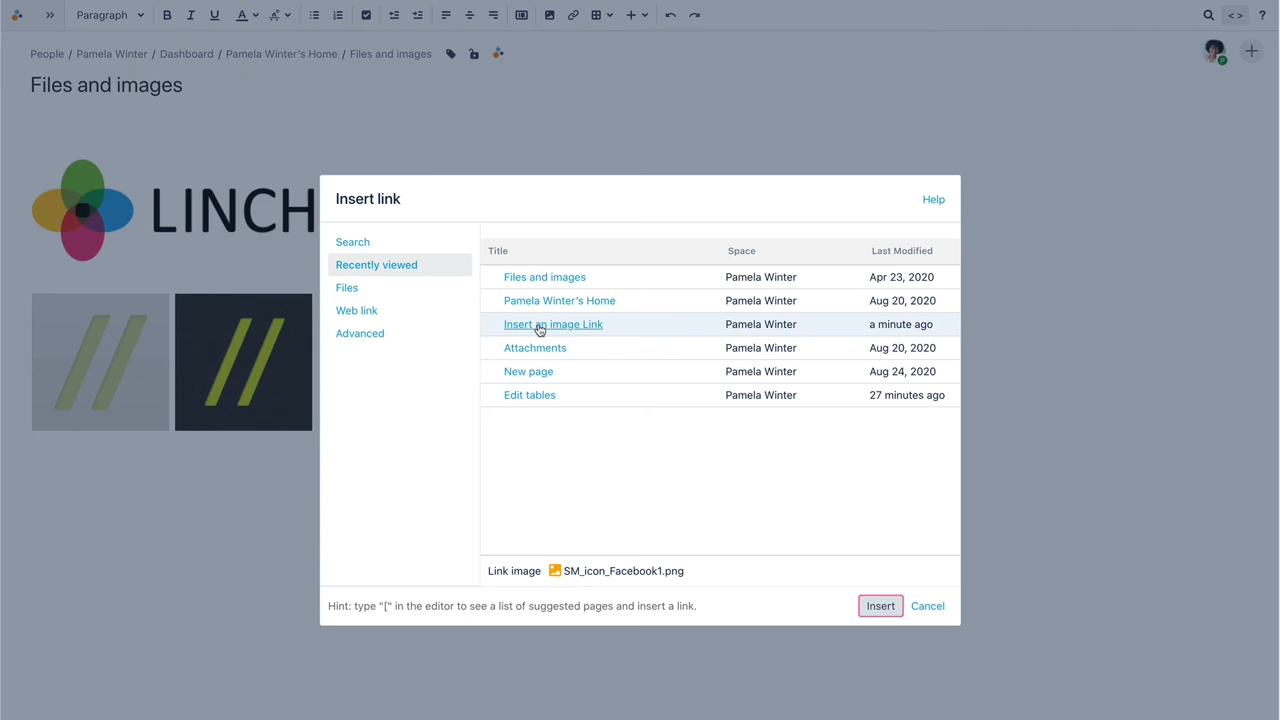 Paragraph B I U A
People / Pamela Winter / Dashboard / Pamela Winter's Home / Files and images
Files and images
LINCH
Insert link
Help
Search
Recently viewed
Files
Web link
Advanced
Title Space Last Modified
Files and images Pamela Winter Apr 23, 2020
Pamela Winter's Home Pamela Winter Aug 20, 2020
Insert an image Link Pamela Winter a minute ago
Attachments Pamela Winter Aug 20, 2020
New page Pamela Winter Aug 24, 2020
Edit tables Pamela Winter 27 minutes ago
Link image SM_icon_Facebook1.png
Hint: type "[" in the editor to see a list of suggested pages and insert a link.
Insert Cancel